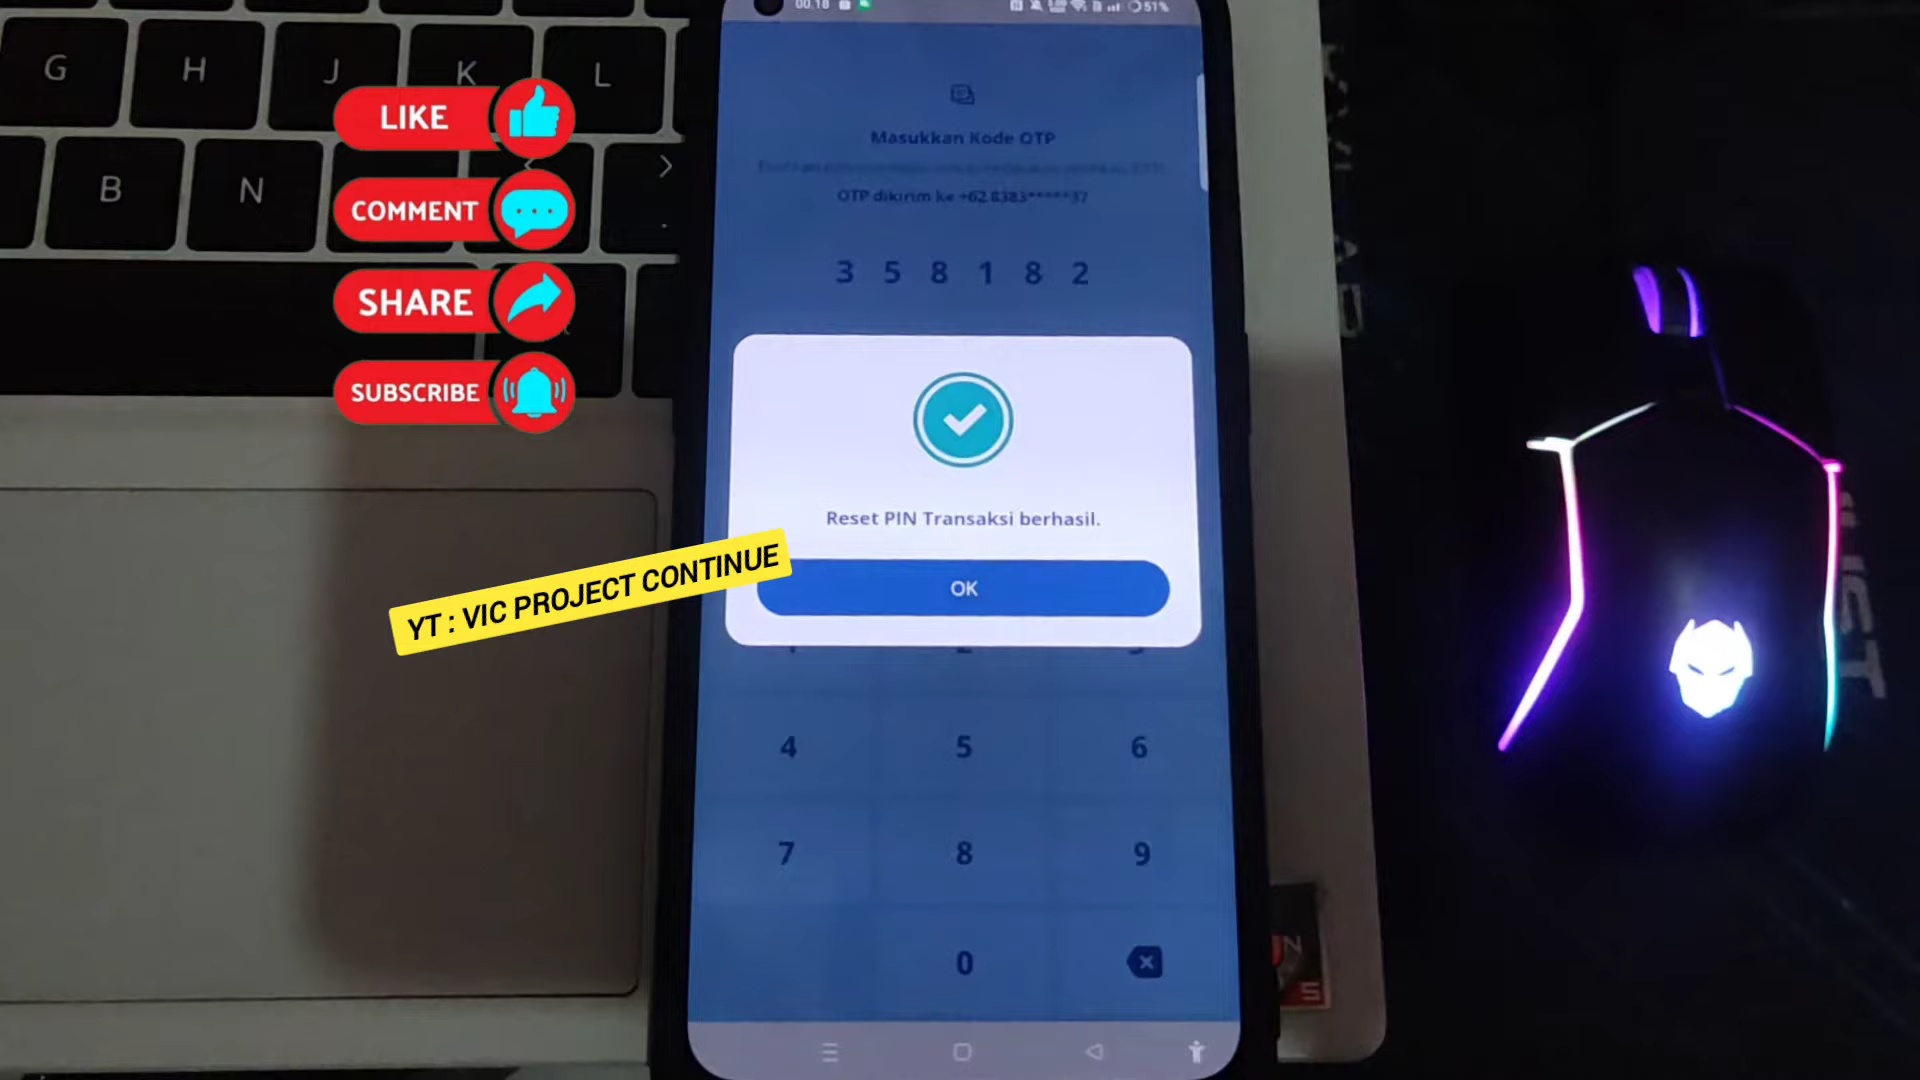 00.18
51%
G
H
J
K
L
B
N
<
>
.
LIKE
COMMENT
SHARE
SUBSCRIBE
Masukkan Kode OTP
OTP dikirim ke +62 8383*****37
3 5 8 1 8 2
Reset PIN Transaksi berhasil.
OK
YT : VIC PROJECT CONTINUE
4 5 6
7 8 9
0